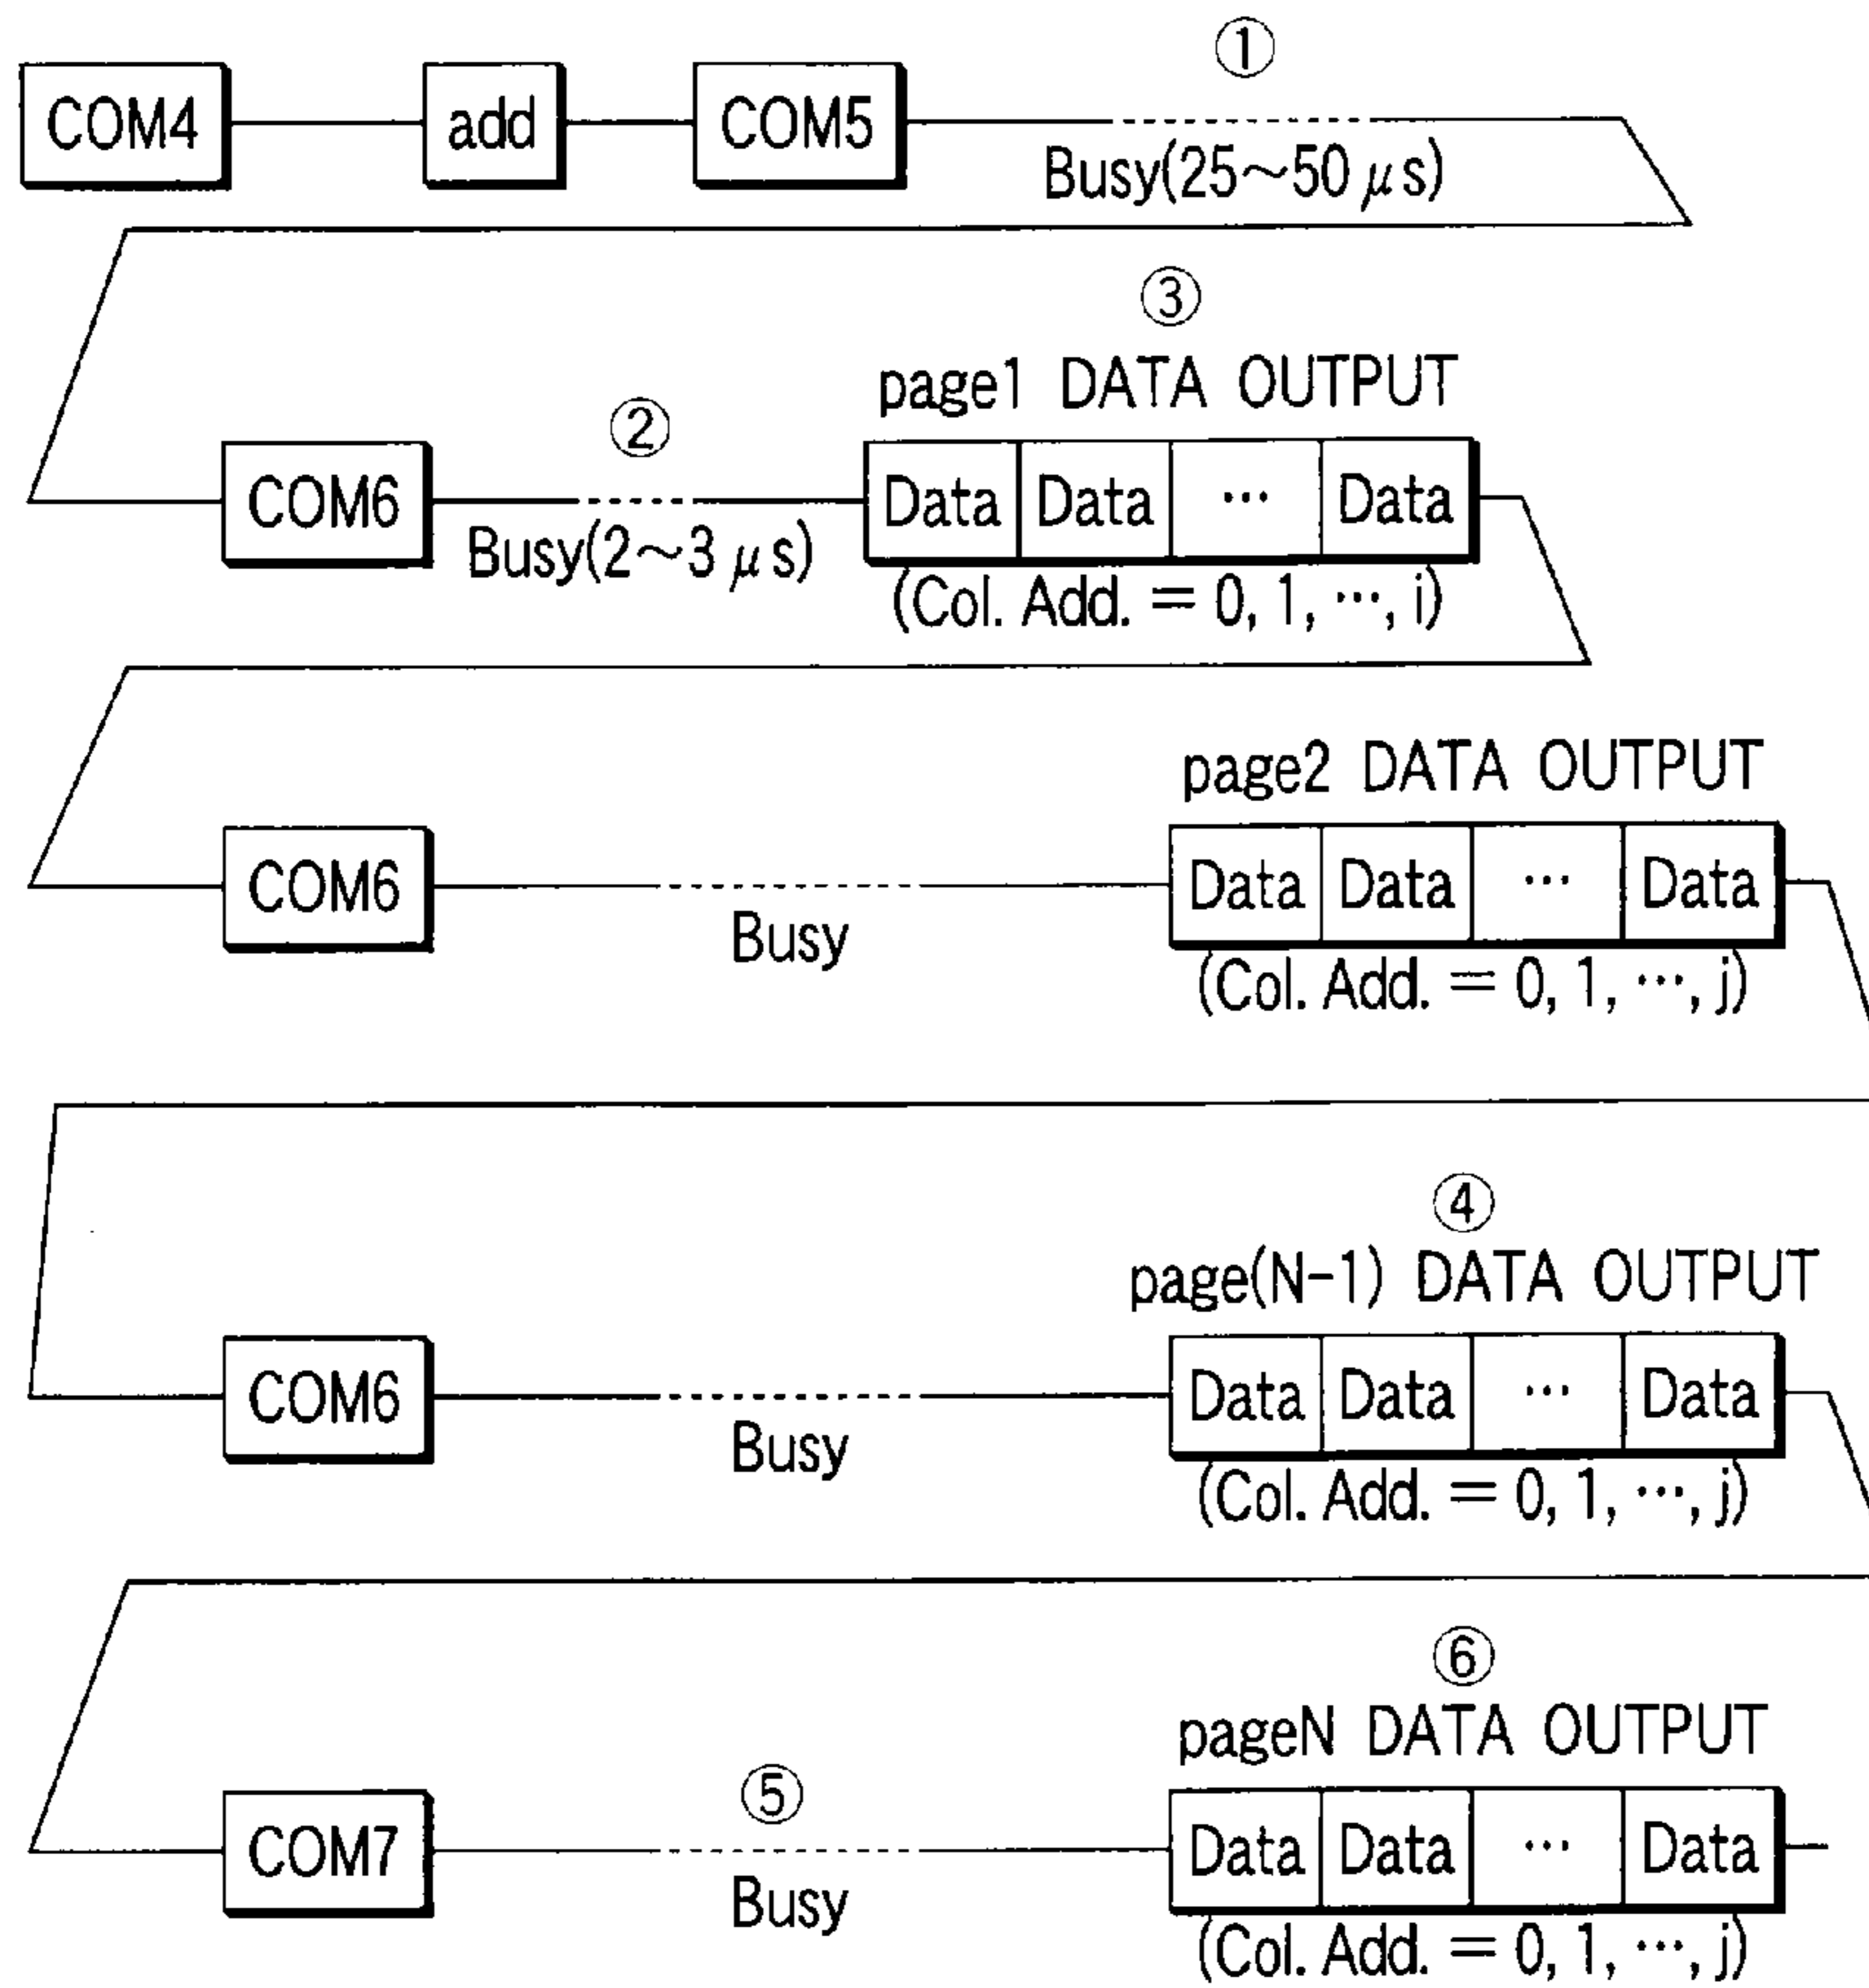 ①
COM4 add COM5
Busy(25~50 μs)
③
page1 DATA OUTPUT
②
COM6 Data Data ... Data
Busy(2~3 μs)
(Col. Add. = 0, 1, ..., i)
page2 DATA OUTPUT
COM6 Data Data ... Data
Busy
(Col. Add. = 0, 1, ..., j)
④
page(N-1) DATA OUTPUT
COM6 Data Data ... Data
Busy
(Col. Add. = 0, 1, ..., j)
⑥
pageN DATA OUTPUT
⑤
COM7 Data Data ... Data
Busy
(Col. Add. = 0, 1, ..., j)